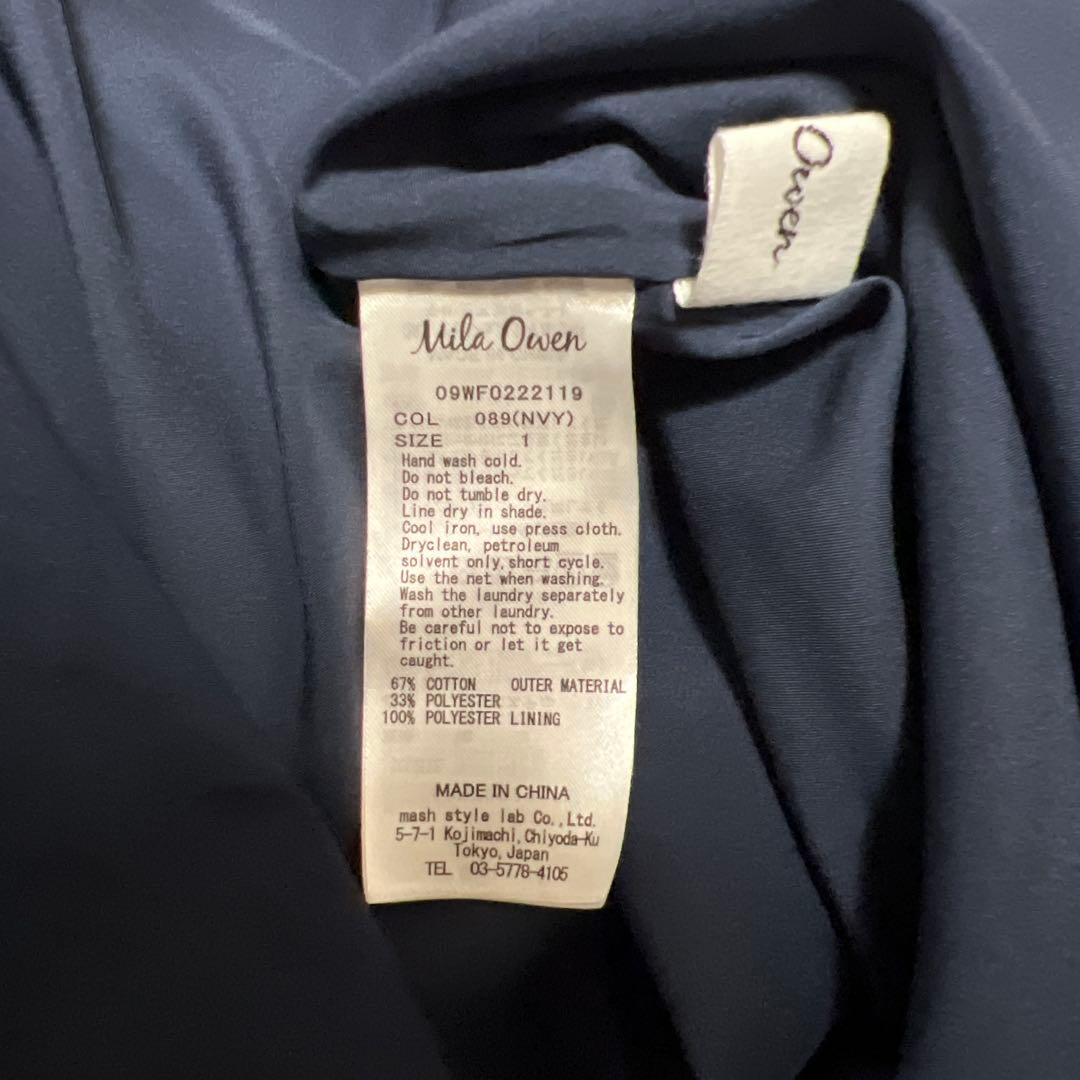 Owen
Mila Owen
09WF0222119
COL 089(NVY)
SIZE 1
Hand wash cold.
Do not bleach.
Do not tumble dry.
Line dry in shade.
Cool iron, use press cloth.
Dryclean, petroleum
solvent only,short cycle.
Use the net when washing.
Wash the laundry separately
from other laundry.
Be careful not to expose to
friction or let it get
caught.
67% COTTON OUTER MATERIAL
33% POLYESTER
100% POLYESTER LINING
MADE IN CHINA
mash style lab Co.,Ltd.
5-7-1 Kojimachi,Chiyoda-Ku
Tokyo,Japan
TEL 03-5778-4105